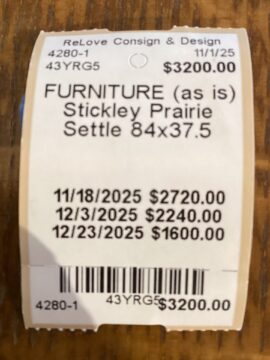 ReLove Consign & Design
4280-1 11/1/25
43YRG5 $3200.00
FURNITURE (as is)
Stickley Prairie
Settle 84x37.5
11/18/2025 $2720.00
12/3/2025 $2240.00
12/23/2025 $1600.00
4280-1 43YRG5 $3200.00